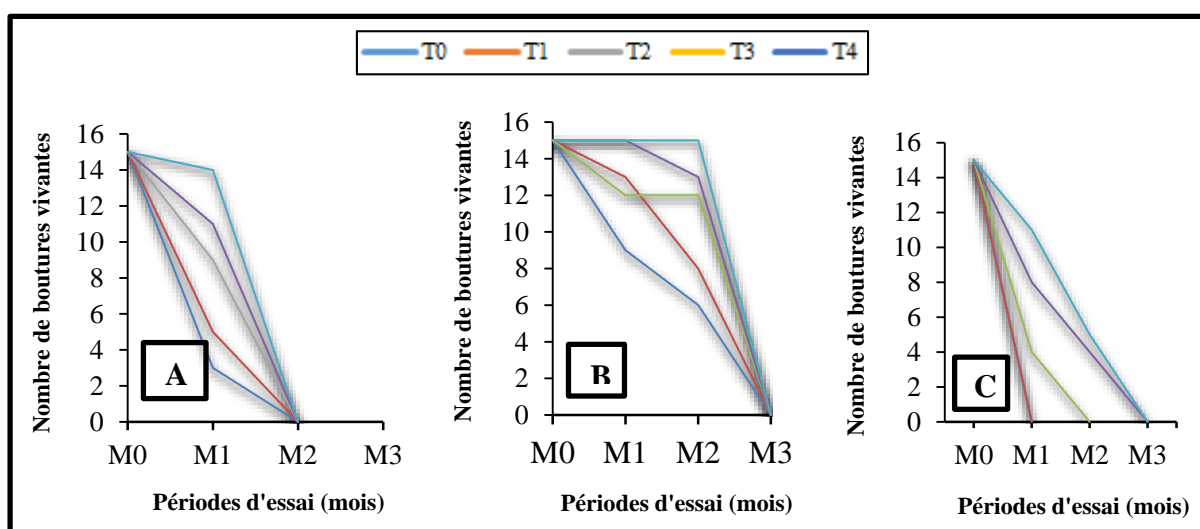 T0 T1 T2 T3 T4
Nombre de boutures vivantes
16
14
12
10
8
6
4
2
0
A
M0 M1 M2 M3
Périodes d'essai (mois)
Nombre de boutures vivantes
16
14
12
10
8
6
4
2
0
B
M0 M1 M2 M3
Périodes d'essai (mois)
Nombre de boutures vivantes
16
14
12
10
8
6
4
2
0
C
M0 M1 M2 M3
Périodes d'essai (mois)